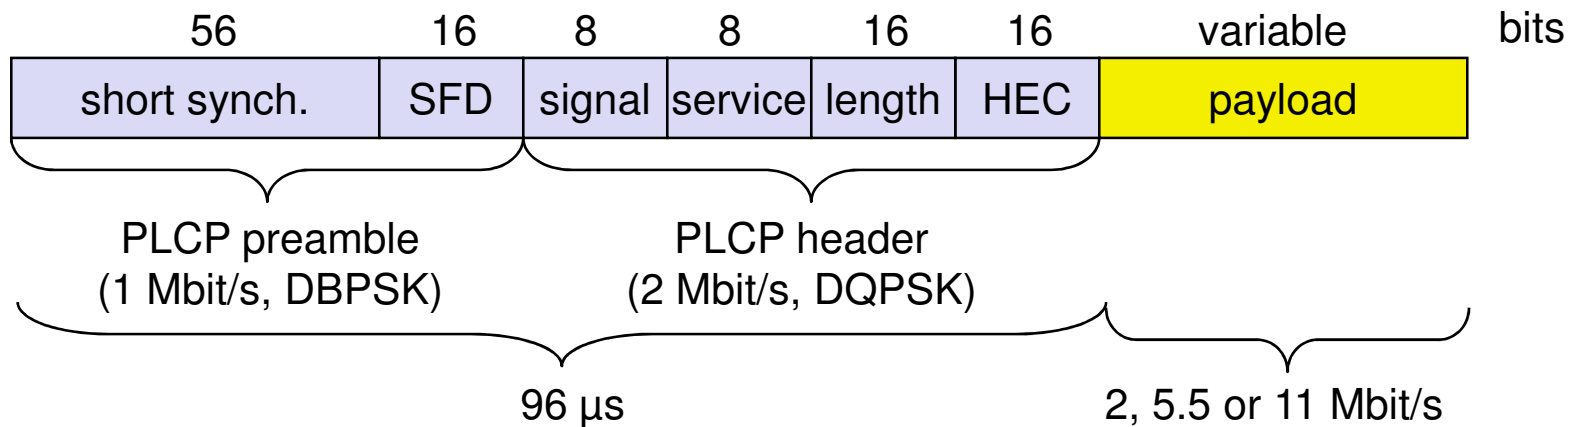 56 16 8 8 16 16 variable bits
short synch. SFD signal service length HEC payload
PLCP preamble PLCP header
(1 Mbit/s, DBPSK) (2 Mbit/s, DQPSK)
96 µs 2, 5.5 or 11 Mbit/s